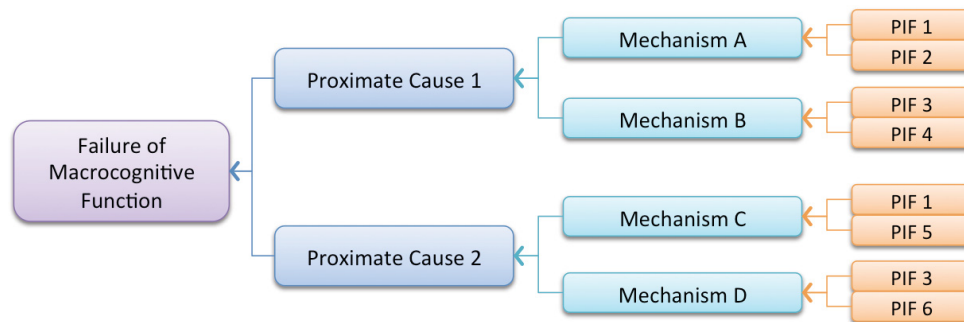 Failure of
Macrocognitive
Function
Proximate Cause 1
Proximate Cause 2
Mechanism A
Mechanism B
Mechanism C
Mechanism D
PIF 1
PIF 2
PIF 3
PIF 4
PIF 1
PIF 5
PIF 3
PIF 6